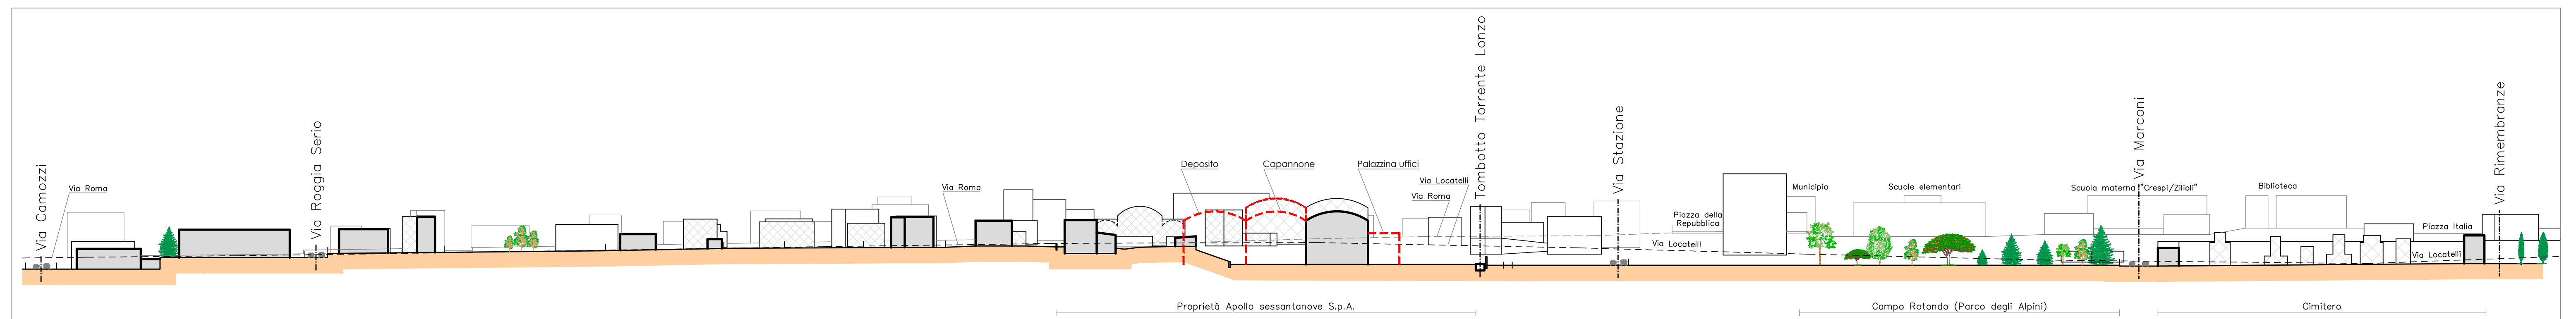 Via Camozzi
Via Roma
Via Roggia Serio
Via Roma
Deposito
Capannone
Palazzina uffici
Via Locatelli
Via Roma
Tombotto Torrente Lonzo
Via Stazione
Piazza della
Repubblica
Via Locatelli
Municipio
Scuole elementari
Scuola materna "Crespi/Zilioli"
Via Marconi
Biblioteca
Piazza Italia
Via Locatelli
Via Rimembranze
Proprietà Apollo sessantanove S.p.A.
Campo Rotondo (Parco degli Alpini)
Cimitero